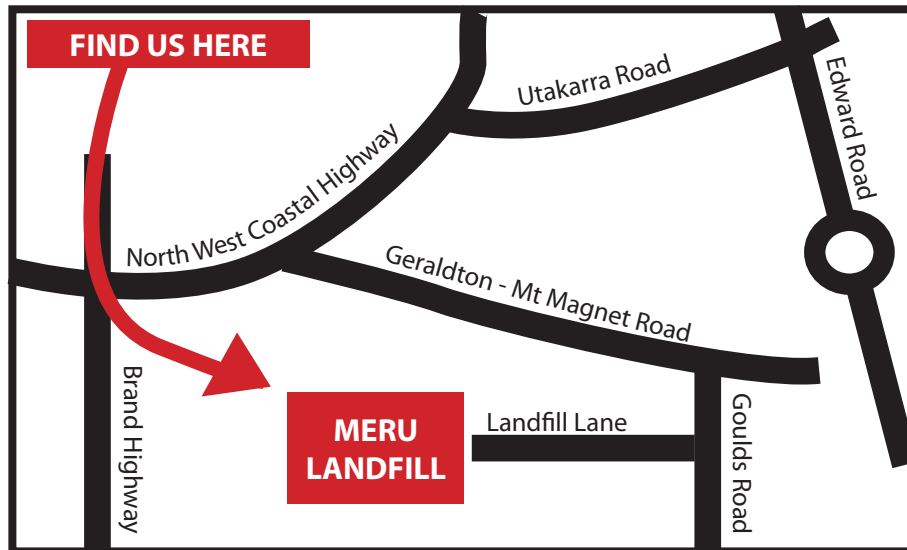 FIND US HERE
Utakarra Road
Edward Road
North West Coastal Highway
Geraldton - Mt Magnet Road
Brand Highway
MERU
LANDFILL
Landfill Lane
Goulds Road